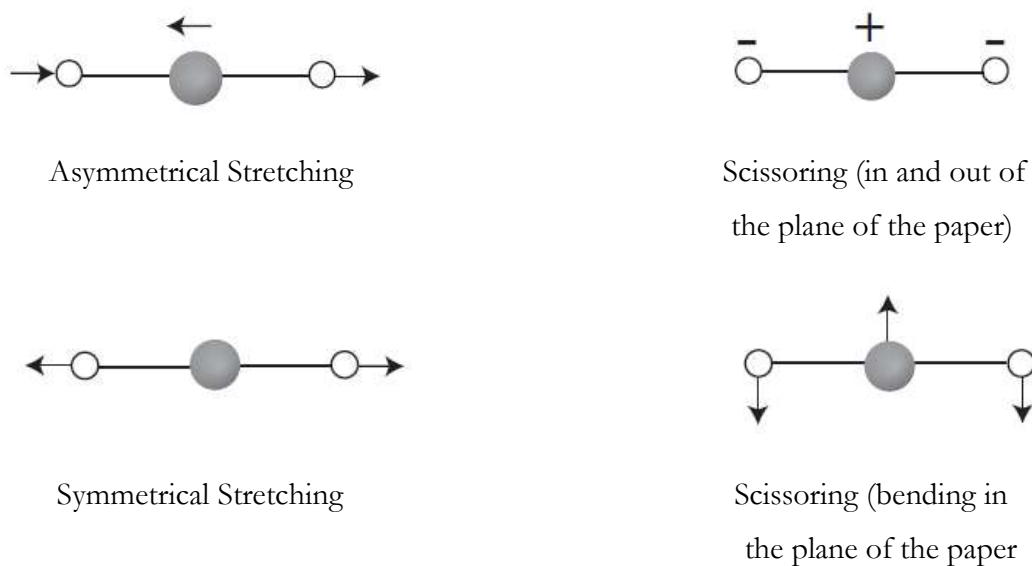 - + -
Asymmetrical Stretching
Scissoring (in and out of
the plane of the paper)
Symmetrical Stretching
Scissoring (bending in
the plane of the paper